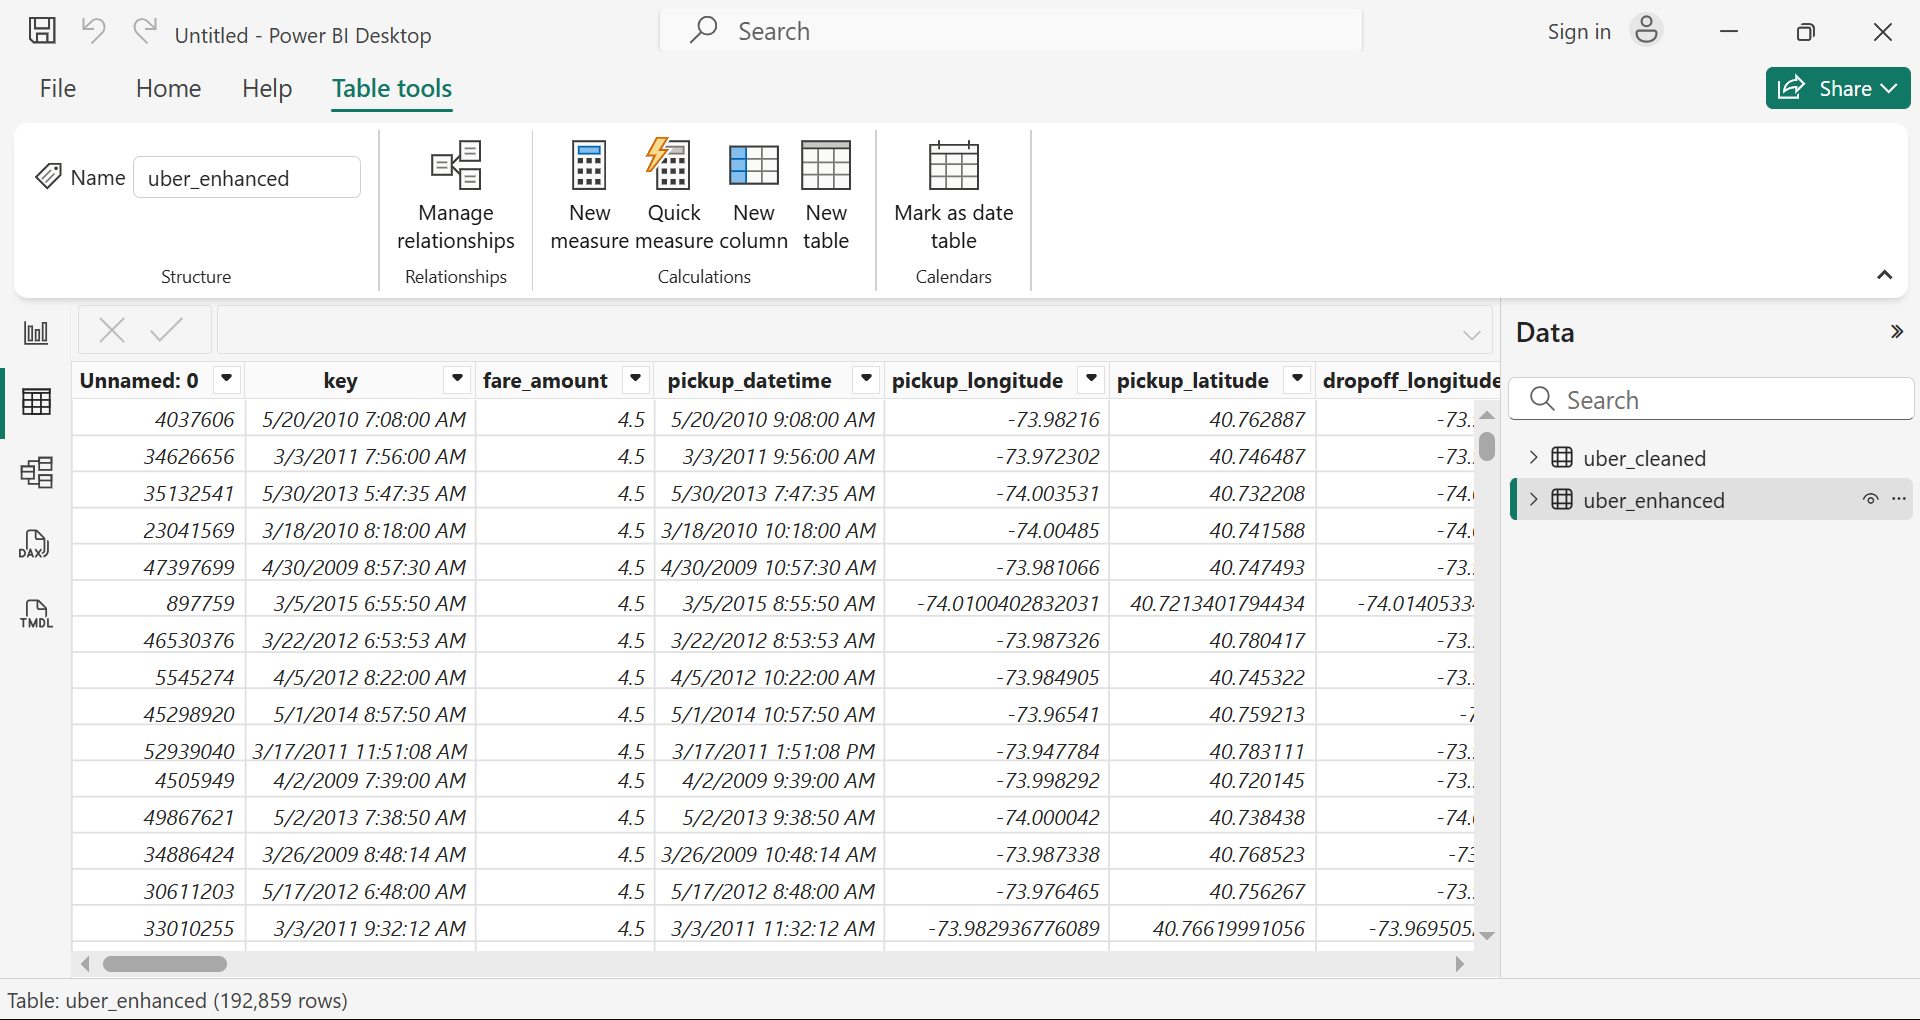 Untitled - Power BI Desktop
Search
Sign in
File Home Help Table tools
Share
Name uber_enhanced
Structure
Manage relationships
Relationships
New measure
Quick measure
New column
New table
Calculations
Mark as date table
Calendars
Unnamed: 0 key fare_amount pickup_datetime pickup_longitude pickup_latitude dropoff_longitude
4037606 5/20/2010 7:08:00 AM 4.5 5/20/2010 9:08:00 AM -73.98216 40.762887 -73.
34626656 3/3/2011 7:56:00 AM 4.5 3/3/2011 9:56:00 AM -73.972302 40.746487 -73.
35132541 5/30/2013 5:47:35 AM 4.5 5/30/2013 7:47:35 AM -74.003531 40.732208 -74.
23041569 3/18/2010 8:18:00 AM 4.5 3/18/2010 10:18:00 AM -74.00485 40.741588 -74.
47397699 4/30/2009 8:57:30 AM 4.5 4/30/2009 10:57:30 AM -73.981066 40.747493 -73.
897759 3/5/2015 6:55:50 AM 4.5 3/5/2015 8:55:50 AM -74.0100402832031 40.7213401794434 -74.0140533
46530376 3/22/2012 6:53:53 AM 4.5 3/22/2012 8:53:53 AM -73.987326 40.780417 -73.
5545274 4/5/2012 8:22:00 AM 4.5 4/5/2012 10:22:00 AM -73.984905 40.745322 -73.
45298920 5/1/2014 8:57:50 AM 4.5 5/1/2014 10:57:50 AM -73.96541 40.759213 -7
52939040 3/17/2011 11:51:08 AM 4.5 3/17/2011 1:51:08 PM -73.947784 40.783111 -73.
4505949 4/2/2009 7:39:00 AM 4.5 4/2/2009 9:39:00 AM -73.998292 40.720145 -73.
49867621 5/2/2013 7:38:50 AM 4.5 5/2/2013 9:38:50 AM -74.000042 40.738438 -74.
34886424 3/26/2009 8:48:14 AM 4.5 3/26/2009 10:48:14 AM -73.987338 40.768523 -73
30611203 5/17/2012 6:48:00 AM 4.5 5/17/2012 8:48:00 AM -73.976465 40.756267 -73.
33010255 3/3/2011 9:32:12 AM 4.5 3/3/2011 11:32:12 AM -73.982936776089 40.76619991056 -73.969505
DAX
TMDL
Data
Search
uber_cleaned
uber_enhanced
Table: uber_enhanced (192,859 rows)